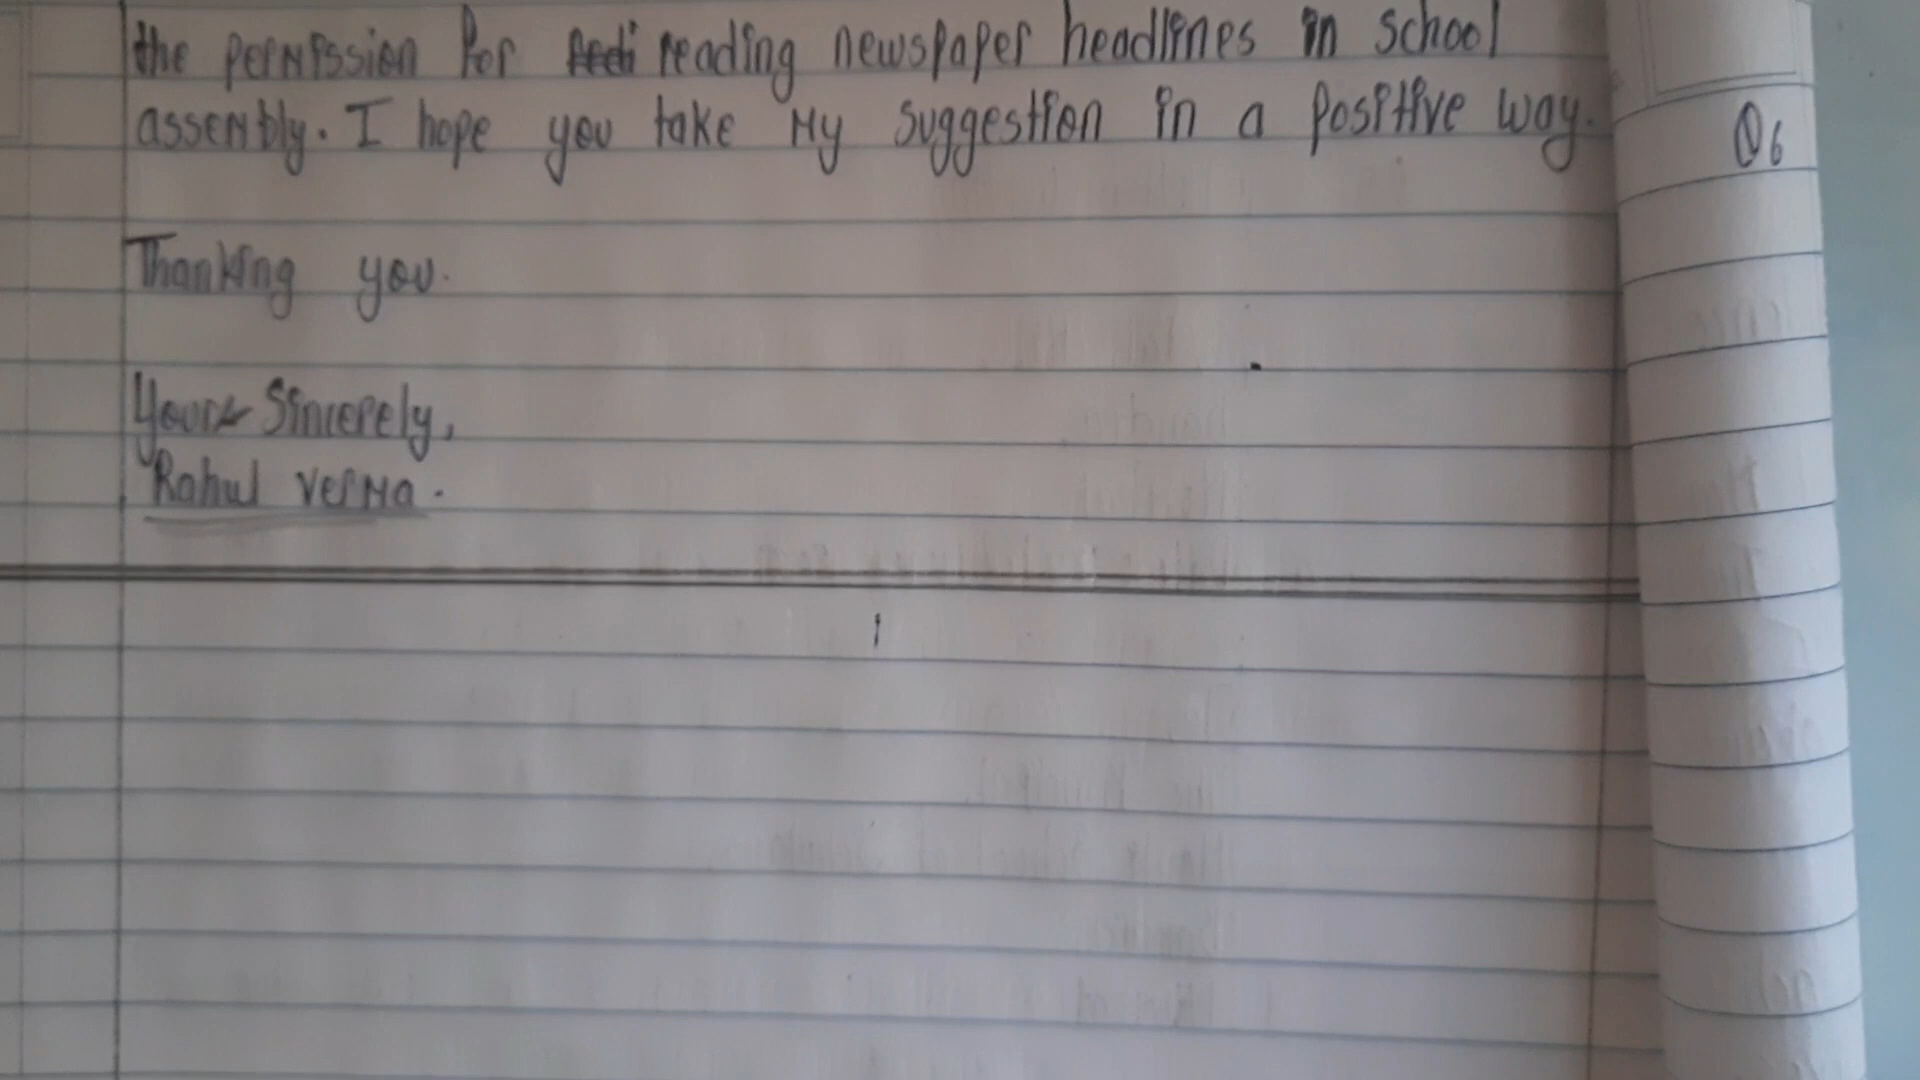 the permission for reading newspaper headlines in school
assembly. I hope you take my suggestion in a positive way.
Thanking you.
Yours Sincerely,
Rahul Verma.
Q6